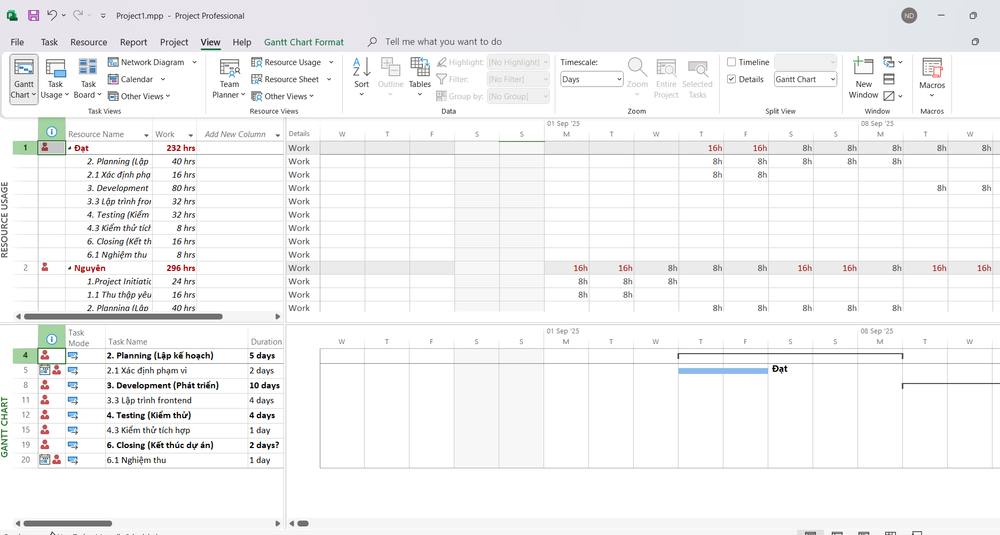 Project1.mpp - Project Professional
ND
File Task Resource Report Project View Help Gantt Chart Format Tell me what you want to do
Gantt Chart
Task Usage
Task Board
Network Diagram
Calendar
Other Views
Task Views
Team Planner
Resource Usage
Resource Sheet
Other Views
Resource Views
Sort
Outline
Tables
Highlight: [No Highlight]
Filter: [No Filter]
Group by: [No Group]
Data
Timescale:
Days
Zoom
Entire Project
Selected Tasks
Zoom
Timeline
Details Gantt Chart
Split View
New Window
Window
Macros
Macros
RESOURCE USAGE
Resource Name Work Add New Column Details
01 Sep '25 08 Sep '25
W T F S S M T W T F S S M T W
1 Đạt 232 hrs Work 16h 16h 8h 8h 8h 8h 8h
2. Planning (Lập 40 hrs Work 8h 8h 8h 8h 8h
2.1 Xác định phạ 16 hrs Work 8h 8h
3. Development 80 hrs Work 8h 8h
3.3 Lập trình fror 32 hrs Work
4. Testing (Kiểm 32 hrs Work
4.3 Kiểm thử tích 8 hrs Work
6. Closing (Kết th 16 hrs Work
6.1 Nghiệm thu 8 hrs Work
2 Nguyên 296 hrs Work 16h 16h 8h 8h 8h 16h 16h 8h 16h 16h
1.Project Initiatic 24 hrs Work 8h 8h 8h
1.1 Thu thập yêu 16 hrs Work 8h 8h
2. Planning (Lập 40 hrs Work 8h 8h 8h 8h 8h
GANTT CHART
Task Mode Task Name Duration
01 Sep '25 08 Sep '25
W T F S S M T W T F S S M T W
4 2. Planning (Lập kế hoạch) 5 days
5 2.1 Xác định phạm vi 2 days Đạt
8 3. Development (Phát triển) 10 days
11 3.3 Lập trình frontend 4 days
12 4. Testing (Kiểm thử) 4 days
15 4.3 Kiểm thử tích hợp 1 day
19 6. Closing (Kết thúc dự án) 2 days?
20 6.1 Nghiệm thu 1 day